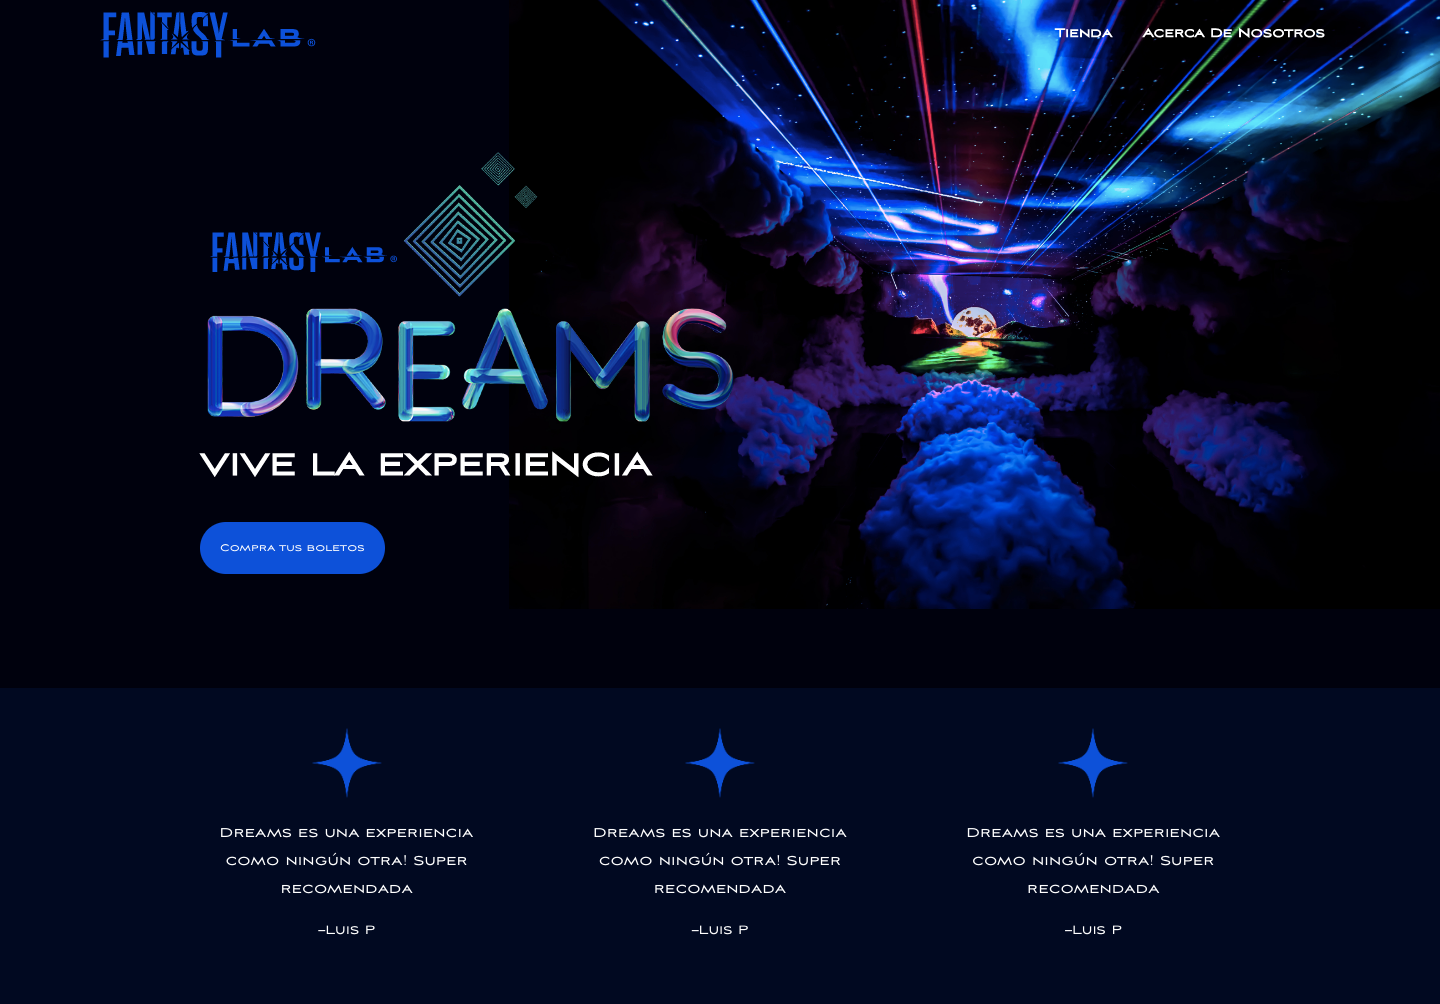 FANTASY LAB ®
Tienda Acerca De Nosotros
FANTASY LAB ®
DREAMS
VIVE LA EXPERIENCIA
Compra tus boletos
Dreams es una experiencia
como ningún otra! Super
recomendada
–Luis P
Dreams es una experiencia
como ningún otra! Super
recomendada
–Luis P
Dreams es una experiencia
como ningún otra! Super
recomendada
–Luis P